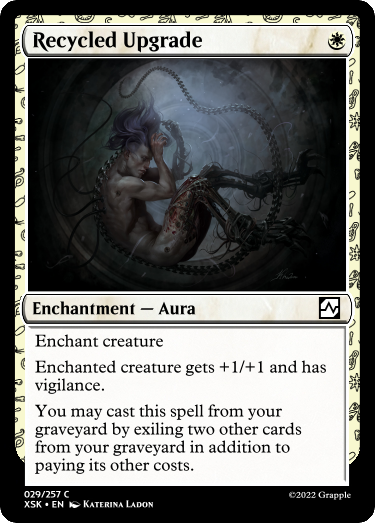 Recycled Upgrade
Enchantment — Aura
Enchant creature
Enchanted creature gets +1/+1 and has
vigilance.
You may cast this spell from your
graveyard by exiling two other cards
from your graveyard in addition to
paying its other costs.
029/257 C
XSK • EN KATERINA LADON
©2022 Grapple